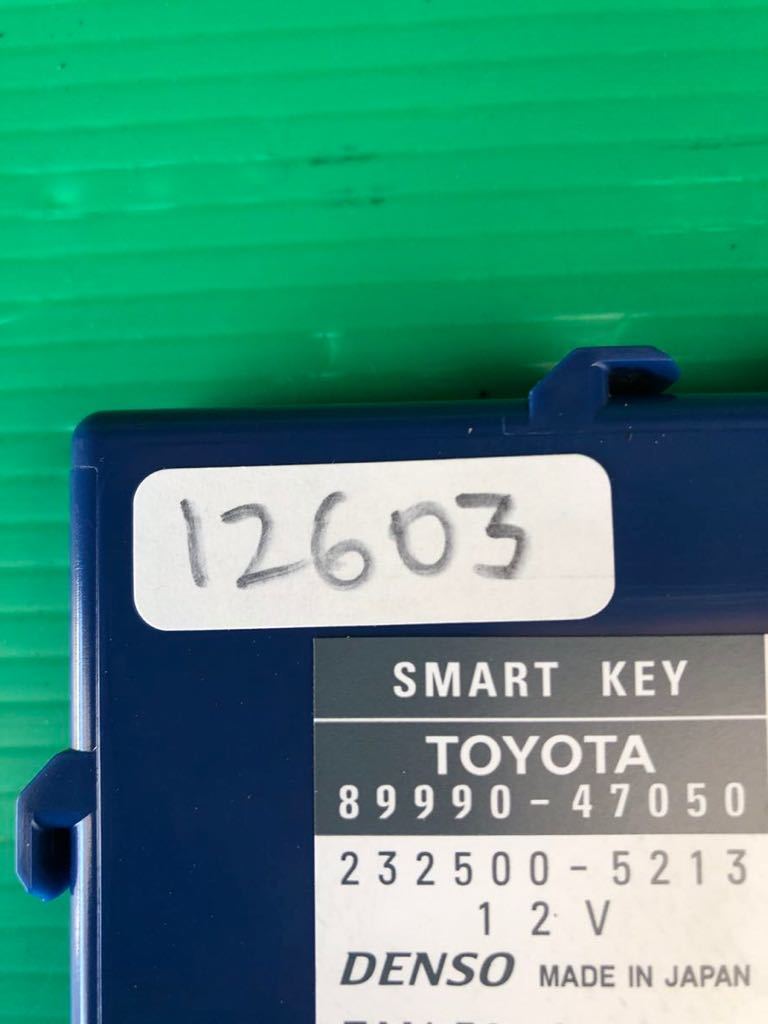 12603
SMART KEY
TOYOTA
89990-47050
232500-5213
12V
DENSO MADE IN JAPAN